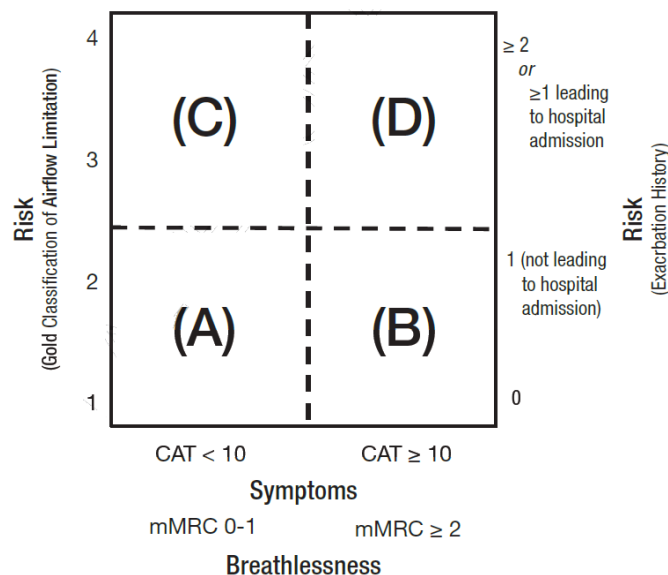 4
3
2
1
Risk
(Gold Classification of Airflow Limitation)
(C)
(D)
(A)
(B)
≥ 2
or
≥1 leading
to hospital
admission
1 (not leading
to hospital
admission)
0
Risk
(Exacrbation History)
CAT < 10
CAT ≥ 10
Symptoms
mMRC 0-1
mMRC ≥ 2
Breathlessness